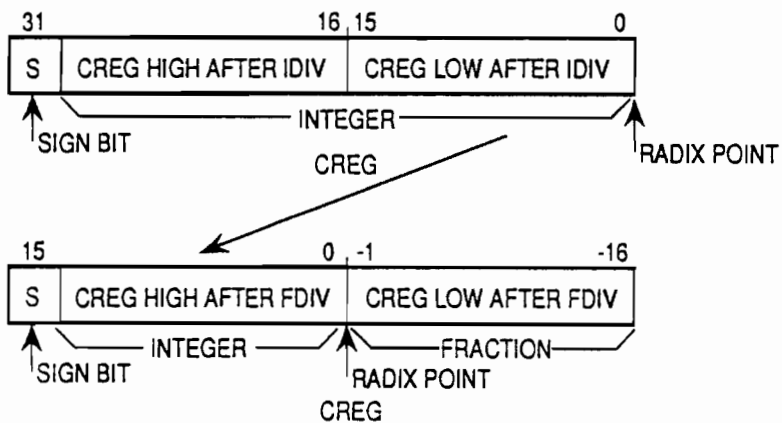 31 16 15 0
S CREG HIGH AFTER IDIV CREG LOW AFTER IDIV
INTEGER
SIGN BIT RADIX POINT
CREG
15 0 -1 -16
S CREG HIGH AFTER FDIV CREG LOW AFTER FDIV
INTEGER FRACTION
SIGN BIT RADIX POINT
CREG